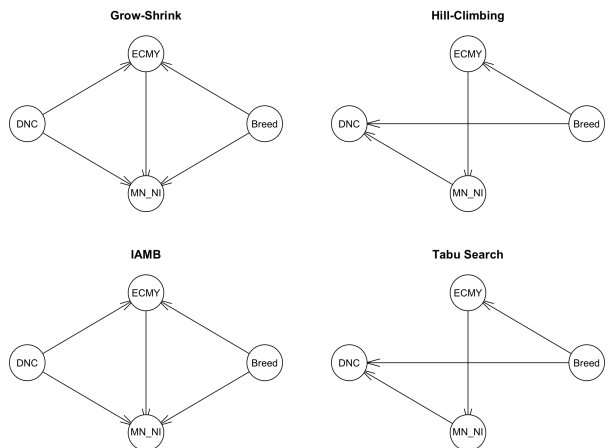 Grow-Shrink
ECMY
DNC
Breed
MN_NI
Hill-Climbing
ECMY
DNC
Breed
MN_NI
IAMB
ECMY
DNC
Breed
MN_NI
Tabu Search
ECMY
DNC
Breed
MN_NI